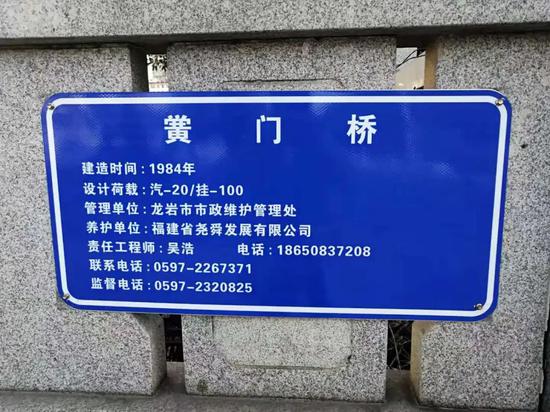 黉门桥
建造时间：1984年
设计荷载：汽-20/挂-100
管理单位：龙岩市市政维护管理处
养护单位：福建省尧舜发展有限公司
责任工程师：吴浩 电话：18650837208
联系电话：0597-2267371
监督电话：0597-2320825